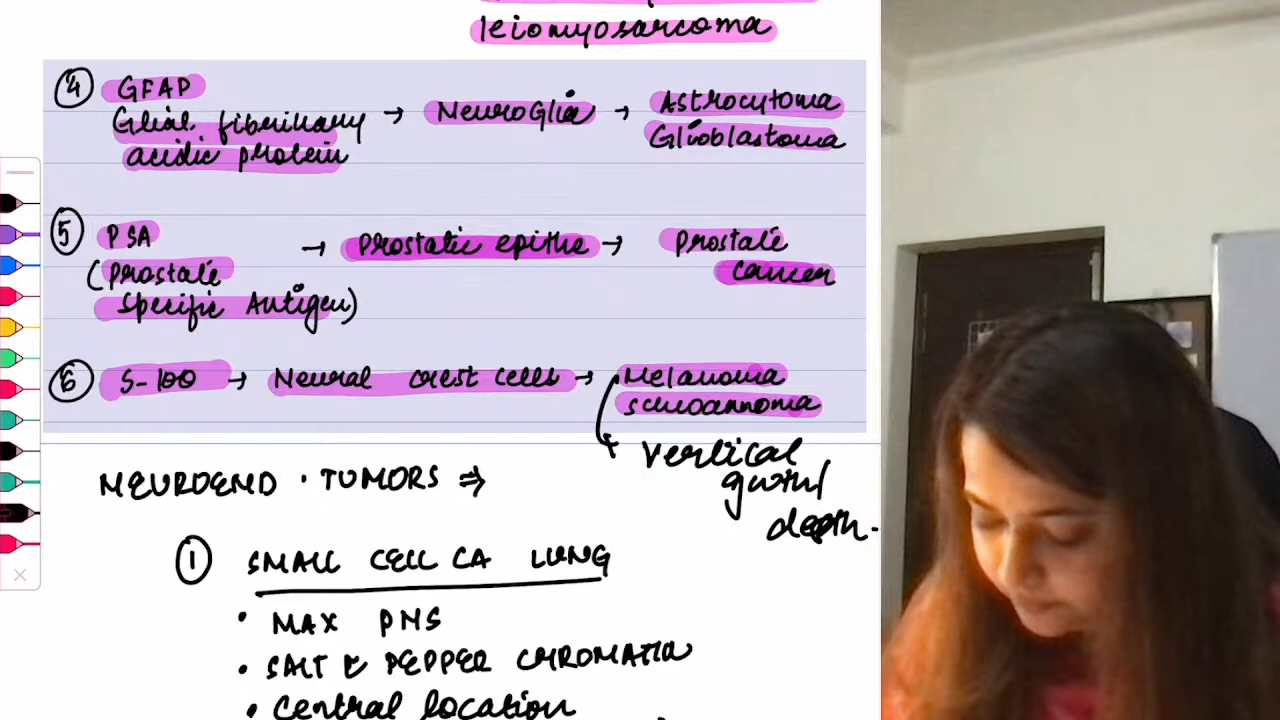 leiomyosarcoma
④ GFAP
Glial fibrillary
acidic protein
→ Neuroglia → Astrocytoma
Glioblastoma
⑤ PSA
(Prostate
Specific Antigen)
→ Prostatic epithe → Prostate
cancer
⑥ S-100 → Neural crest cells → Melanoma
schwannoma
vertical
growth
depth.
NEUROEND . TUMORS ⇒
① SMALL CELL CA LUNG
• MAX PNS
• SALT & PEPPER CHROMATIN
• Central location